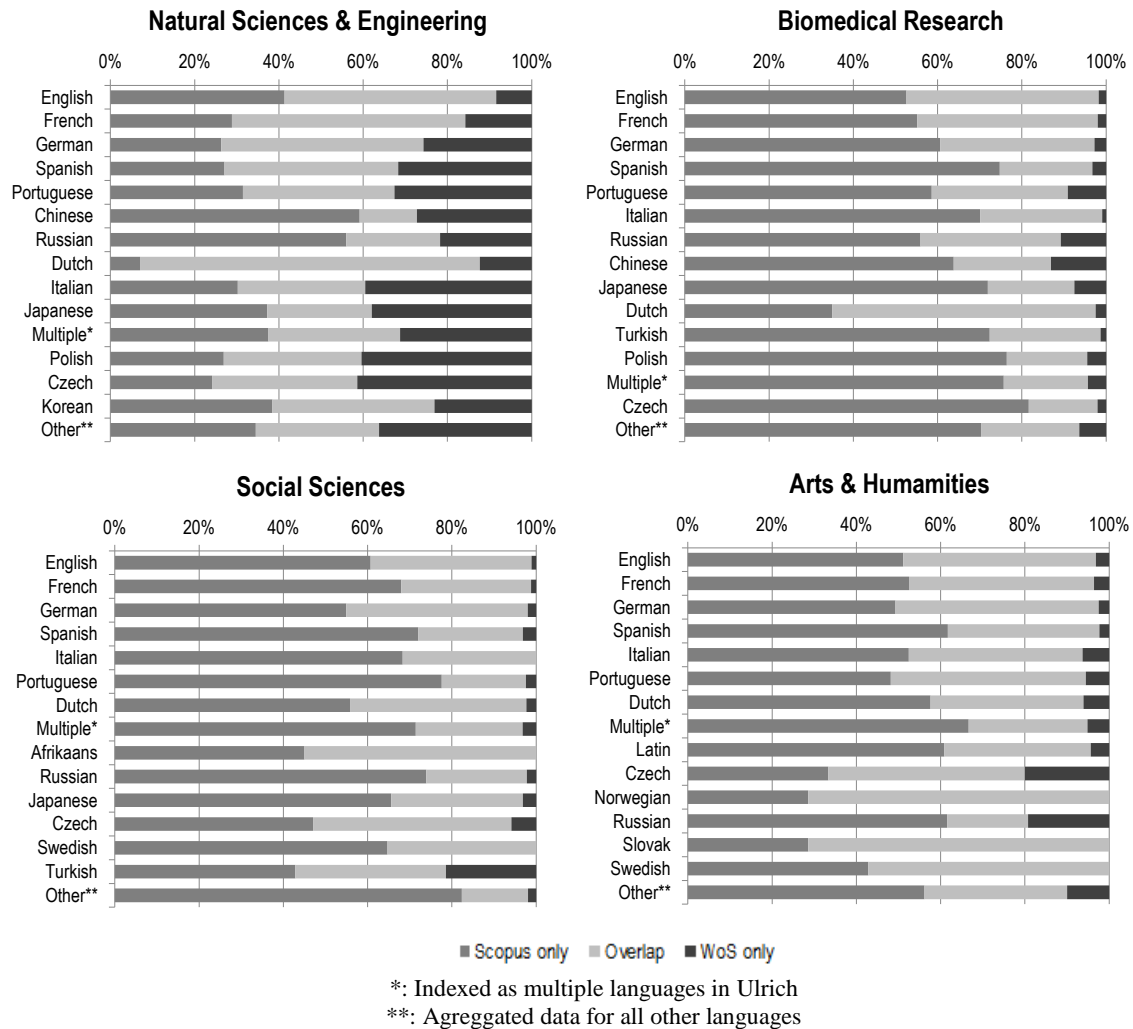 Natural Sciences & Engineering
0% 20% 40% 60% 80% 100%
English
French
German
Spanish
Portuguese
Chinese
Russian
Dutch
Italian
Japanese
Multiple*
Polish
Czech
Korean
Other**
Biomedical Research
0% 20% 40% 60% 80% 100%
English
French
German
Spanish
Portuguese
Italian
Russian
Chinese
Japanese
Dutch
Turkish
Polish
Multiple*
Czech
Other**
Social Sciences
0% 20% 40% 60% 80% 100%
English
French
German
Spanish
Italian
Portuguese
Dutch
Multiple*
Afrikaans
Russian
Japanese
Czech
Swedish
Turkish
Other**
Arts & Humamities
0% 20% 40% 60% 80% 100%
English
French
German
Spanish
Italian
Portuguese
Dutch
Multiple*
Latin
Czech
Norwegian
Russian
Slovak
Swedish
Other**
Scopus only Overlap WoS only
*: Indexed as multiple languages in Ulrich
**: Agreggated data for all other languages